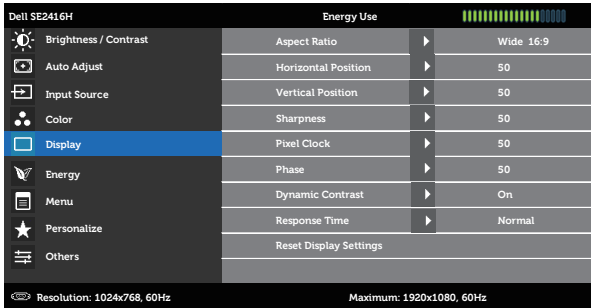 Dell SE2416H Energy Use
Brightness / Contrast Aspect Ratio Wide 16:9
Auto Adjust Horizontal Position 50
Input Source Vertical Position 50
Color Sharpness 50
Display Pixel Clock 50
Energy Phase 50
Menu Dynamic Contrast On
Personalize Response Time Normal
Others Reset Display Settings
Resolution: 1024x768, 60Hz Maximum: 1920x1080, 60Hz